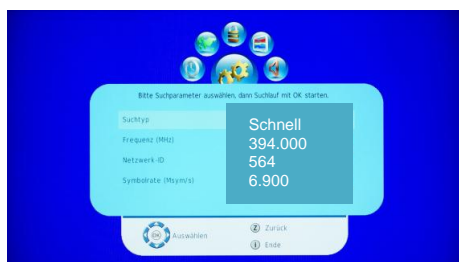 Bitte Suchparameter auswählen, dann Suchlauf mit OK starten.
Suchtyp Schnell
Frequenz (MHz) 394.000
Netzwerk-ID 564
Symbolrate (Msym/s) 6.900
OK Auswählen
Z Zurück
i Ende